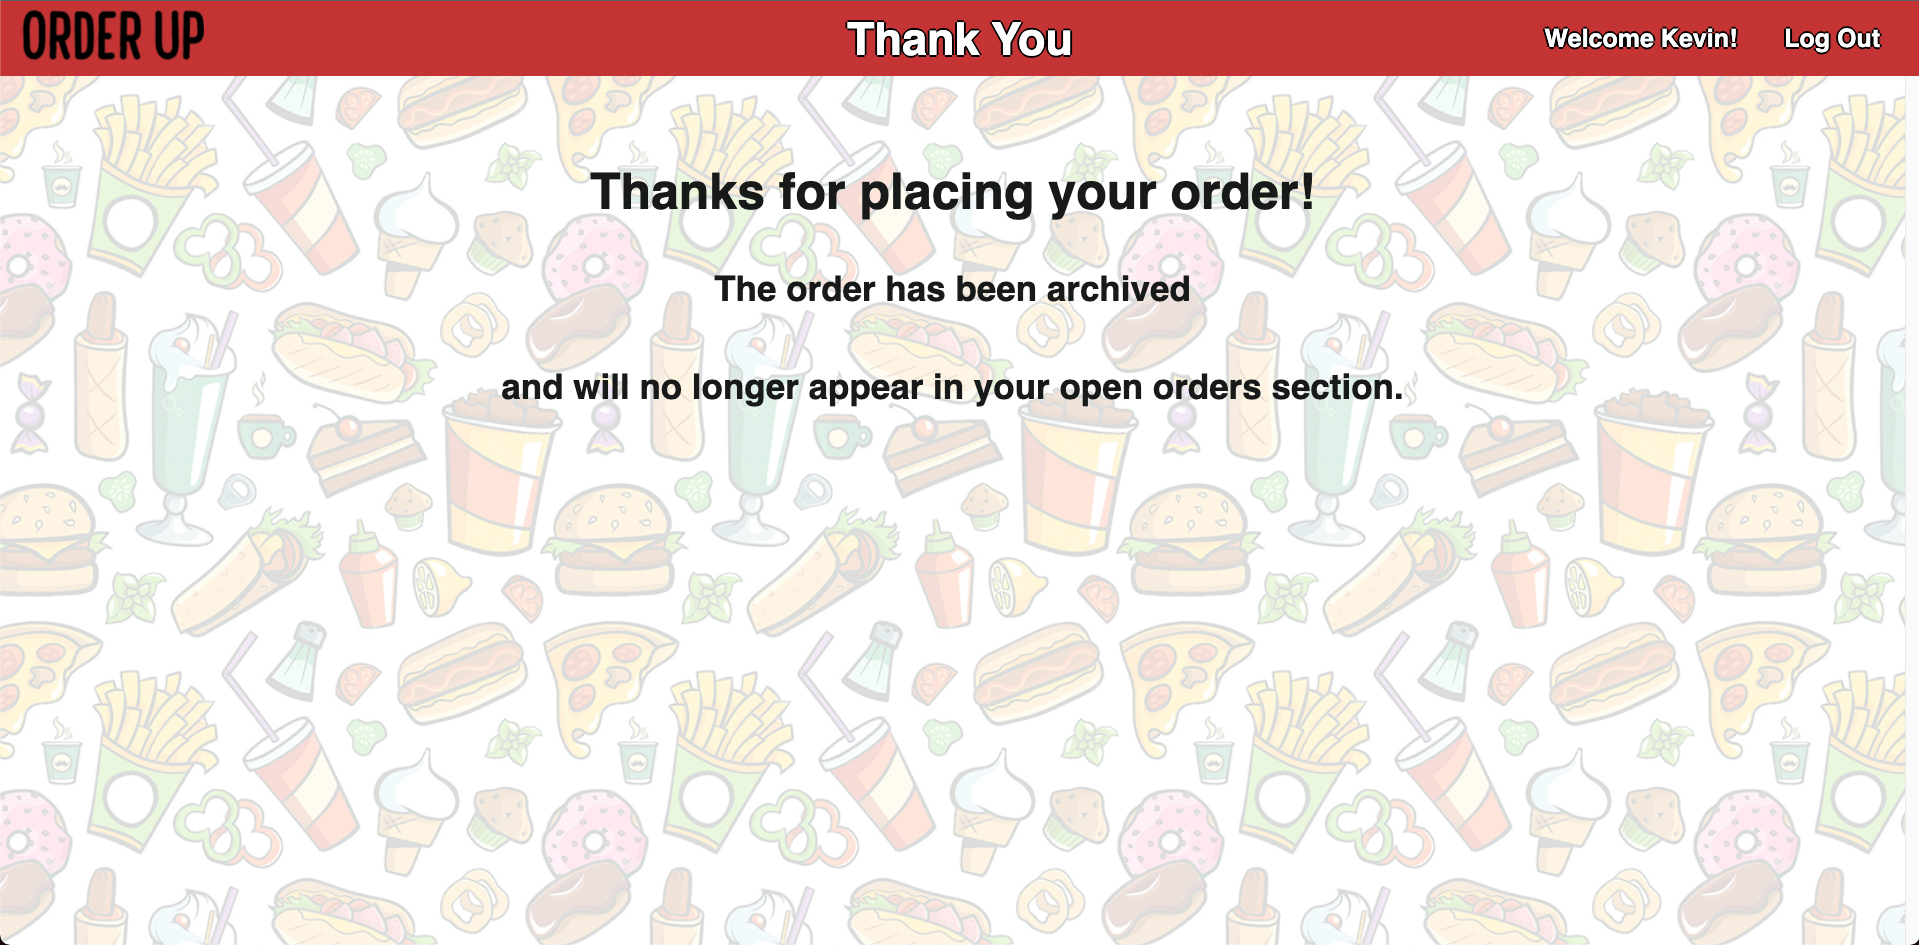 ORDER UP
Thank You
Welcome Kevin!
Log Out
Thanks for placing your order!
The order has been archived
and will no longer appear in your open orders section.